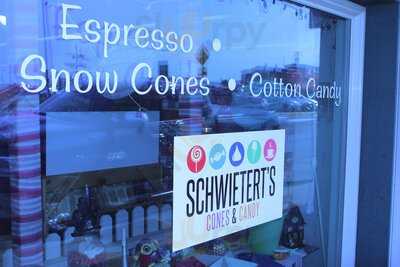 Espresso •
Snow Cones • Cotton Candy
SCHWIETERT'S
CONES & CANDY